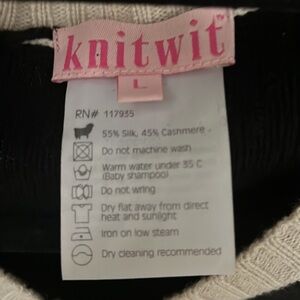 knitwit
L
RN# 117935
55% Silk, 45% Cashmere
Do not machine wash
Warm water under 35 C
(Baby shampoo)
Do not wring
Dry flat away from direct
heat and sunlight
Iron on low steam
Dry cleaning recommended